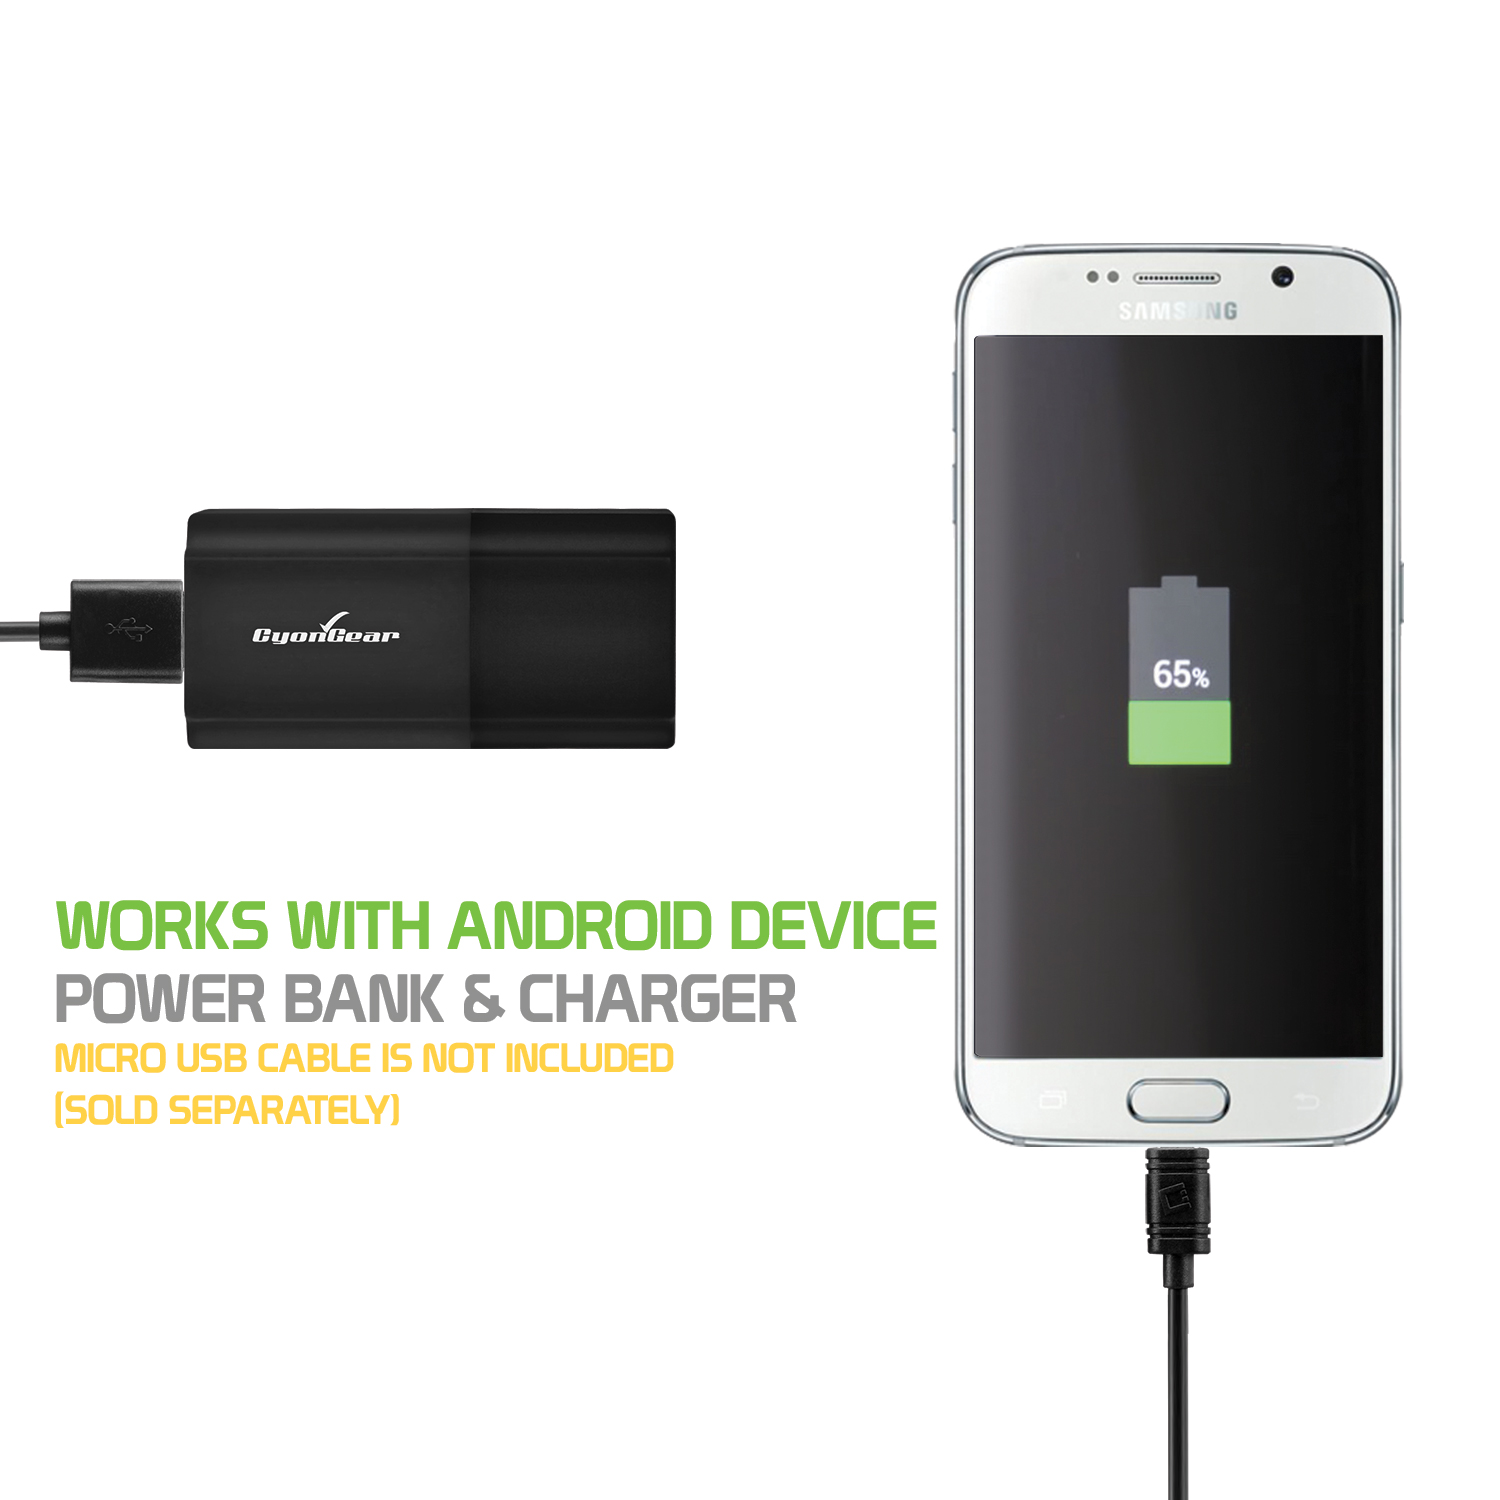 SAMSUNG
65%
CyonGear
WORKS WITH ANDROID DEVICE
POWER BANK & CHARGER
MICRO USB CABLE IS NOT INCLUDED
(SOLD SEPARATELY)